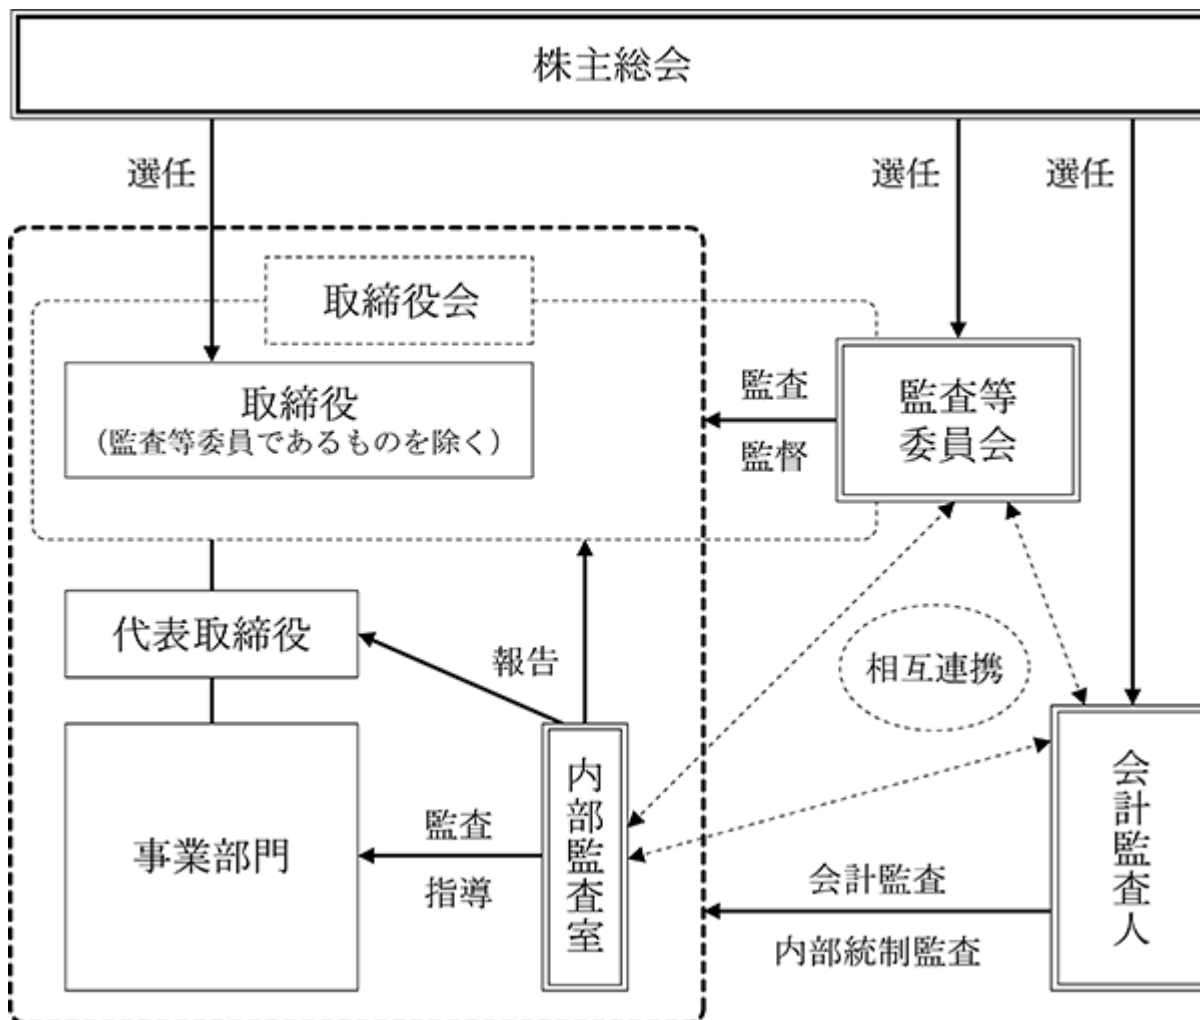 株主総会
選任
選任
選任
取締役会
取締役
（監査等委員であるものを除く）
監査
監督
監査等
委員会
代表取締役
報告
相互連携
事業部門
監査
指導
内部監査室
会計監査人
会計監査
内部統制監査